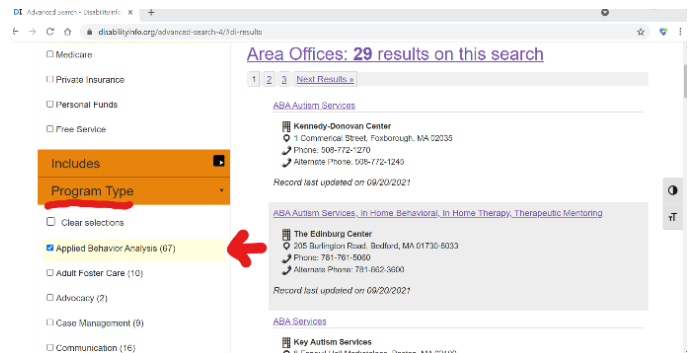 DI Advanced Search - DisabilityInfo
disabilityinfo.org/advanced-search-4/#di-results
Medicare
Private Insurance
Personal Funds
Free Service
Includes
Program Type
Clear selections
Applied Behavior Analysis (67)
Adult Foster Care (10)
Advocacy (2)
Case Management (9)
Communication (16)
Area Offices: 29 results on this search
1 2 3 Next Results »
ABA Autism Services
Kennedy-Donovan Center
1 Commerical Street, Foxborough, MA 02035
Phone: 508-772-1270
Alternate Phone: 508-772-1245
Record last updated on 09/20/2021
ABA Autism Services, In Home Behavioral, In Home Therapy, Therapeutic Mentoring
The Edinburg Center
205 Burlington Road, Bedford, MA 01730-8033
Phone: 781-761-5060
Alternate Phone: 781-862-3600
Record last updated on 09/20/2021
ABA Services
Key Autism Services
тT